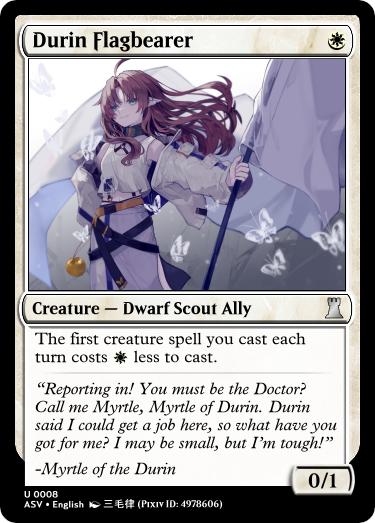 Durin Flagbearer
Creature — Dwarf Scout Ally
The first creature spell you cast each
turn costs less to cast.
“Reporting in! You must be the Doctor?
Call me Myrtle, Myrtle of Durin. Durin
said I could get a job here, so what have you
got for me? I may be small, but I’m tough!”
-Myrtle of the Durin
0/1
U 0008
ASV • English 三毛律 (Pixiv ID: 4978606)